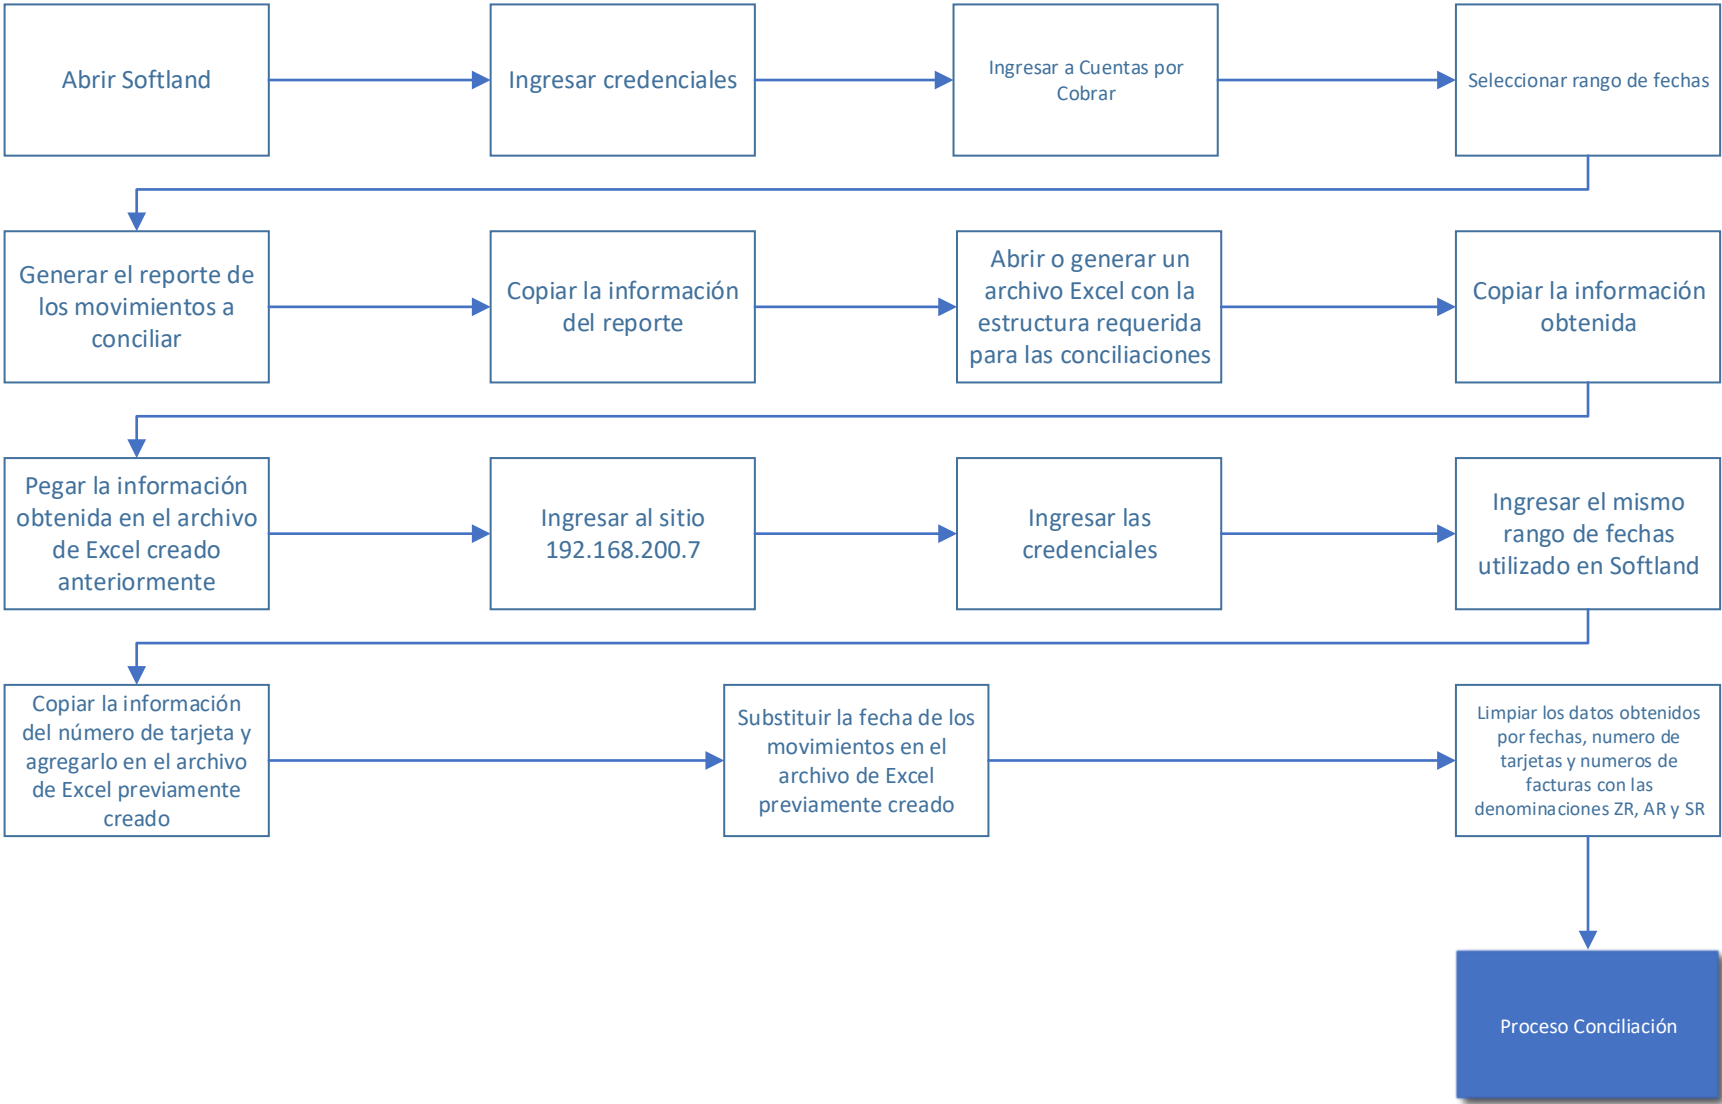 Abrir Softland
Ingresar credenciales
Ingresar a Cuentas por
Cobrar
Seleccionar rango de fechas
Generar el reporte de
los movimientos a
conciliar
Copiar la información
del reporte
Abrir o generar un
archivo Excel con la
estructura requerida
para las conciliaciones
Copiar la información
obtenida
Pegar la información
obtenida en el archivo
de Excel creado
anteriormente
Ingresar al sitio
192.168.200.7
Ingresar las
credenciales
Ingresar el mismo
rango de fechas
utilizado en Softland
Copiar la información
del número de tarjeta y
agregarlo en el archivo
de Excel previamente
creado
Substituir la fecha de los
movimientos en el
archivo de Excel
previamente creado
Limpiar los datos obtenidos
por fechas, numero de
tarjetas y numeros de
facturas con las
denominaciones ZR, AR y SR
Proceso Conciliación